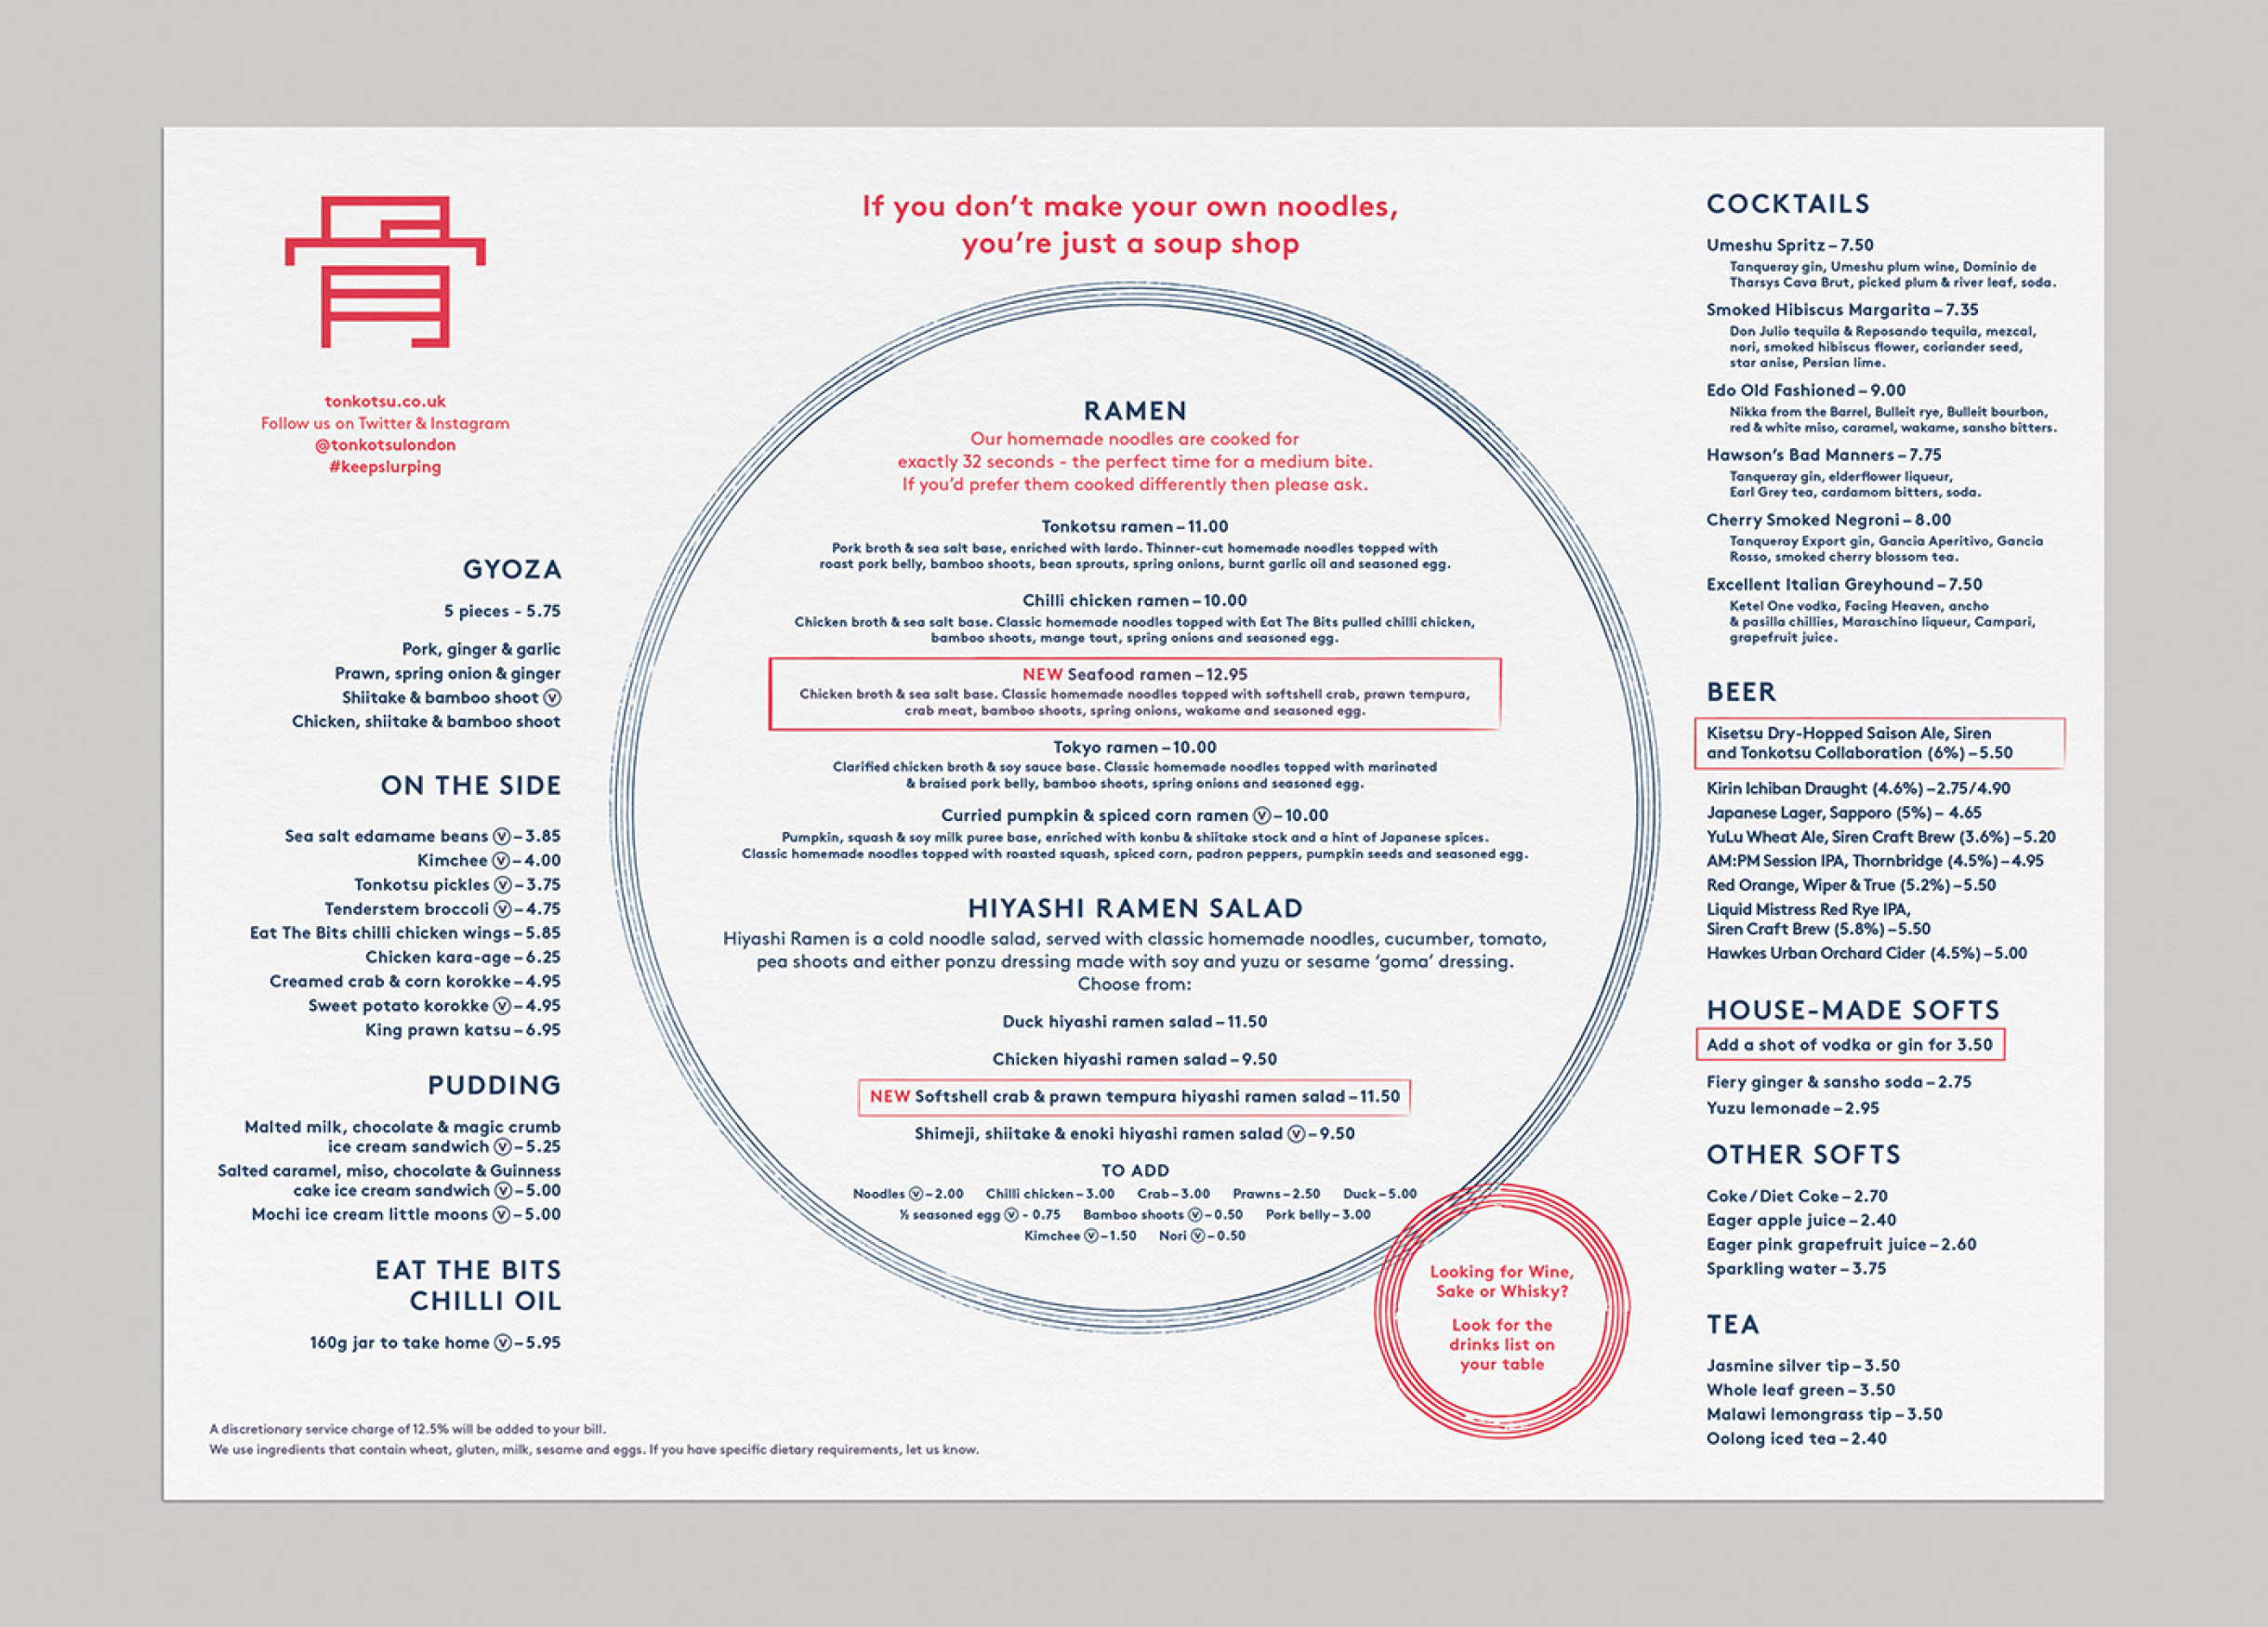 tonkotsu.co.uk
Follow us on Twitter & Instagram
@tonkotsulondon
#keepslurping
GYOZA
5 pieces - 5.75
Pork, ginger & garlic
Prawn, spring onion & ginger
Shiitake & bamboo shoot Ⓥ
Chicken, shiitake & bamboo shoot
ON THE SIDE
Sea salt edamame beans Ⓥ – 3.85
Kimchee Ⓥ – 4.00
Tonkotsu pickles Ⓥ – 3.75
Tenderstem broccoli Ⓥ – 4.75
Eat The Bits chilli chicken wings – 5.85
Chicken kara-age – 6.25
Creamed crab & corn korokke – 4.95
Sweet potato korokke Ⓥ – 4.95
King prawn katsu – 6.95
PUDDING
Malted milk, chocolate & magic crumb
ice cream sandwich Ⓥ – 5.25
Salted caramel, miso, chocolate & Guinness
cake ice cream sandwich Ⓥ – 5.00
Mochi ice cream little moons Ⓥ – 5.00
EAT THE BITS
CHILLI OIL
160g jar to take home Ⓥ – 5.95
A discretionary service charge of 12.5% will be added to your bill.
We use ingredients that contain wheat, gluten, milk, sesame and eggs. If you have specific dietary requirements, let us know.
If you don't make your own noodles,
you're just a soup shop
RAMEN
Our homemade noodles are cooked for
exactly 32 seconds - the perfect time for a medium bite.
If you'd prefer them cooked differently then please ask.
Tonkotsu ramen – 11.00
Pork broth & sea salt base, enriched with lardo. Thinner-cut homemade noodles topped with
roast pork belly, bamboo shoots, bean sprouts, spring onions, burnt garlic oil and seasoned egg.
Chilli chicken ramen – 10.00
Chicken broth & sea salt base. Classic homemade noodles topped with Eat The Bits pulled chilli chicken,
bamboo shoots, mange tout, spring onions and seasoned egg.
NEW Seafood ramen – 12.95
Chicken broth & sea salt base. Classic homemade noodles topped with softshell crab, prawn tempura,
crab meat, bamboo shoots, spring onions, wakame and seasoned egg.
Tokyo ramen – 10.00
Clarified chicken broth & soy sauce base. Classic homemade noodles topped with marinated
& braised pork belly, bamboo shoots, spring onions and seasoned egg.
Curried pumpkin & spiced corn ramen Ⓥ – 10.00
Pumpkin, squash & soy milk puree base, enriched with konbu & shiitake stock and a hint of Japanese spices.
Classic homemade noodles topped with roasted squash, spiced corn, padron peppers, pumpkin seeds and seasoned egg.
HIYASHI RAMEN SALAD
Hiyashi Ramen is a cold noodle salad, served with classic homemade noodles, cucumber, tomato,
pea shoots and either ponzu dressing made with soy and yuzu or sesame 'goma' dressing.
Choose from:
Duck hiyashi ramen salad – 11.50
Chicken hiyashi ramen salad – 9.50
NEW Softshell crab & prawn tempura hiyashi ramen salad – 11.50
Shimeji, shiitake & enoki hiyashi ramen salad Ⓥ – 9.50
TO ADD
Noodles Ⓥ – 2.00 Chilli chicken – 3.00 Crab – 3.00 Prawns – 2.50 Duck – 5.00
½ seasoned egg Ⓥ - 0.75 Bamboo shoots Ⓥ – 0.50 Pork belly – 3.00
Kimchee Ⓥ – 1.50 Nori Ⓥ – 0.50
Looking for Wine,
Sake or Whisky?
Look for the
drinks list on
your table
COCKTAILS
Umeshu Spritz – 7.50
Tanqueray gin, Umeshu plum wine, Dominio de
Tharsys Cava Brut, picked plum & river leaf, soda.
Smoked Hibiscus Margarita – 7.35
Don Julio tequila & Reposando tequila, mezcal,
nori, smoked hibiscus flower, coriander seed,
star anise, Persian lime.
Edo Old Fashioned – 9.00
Nikka from the Barrel, Bulleit rye, Bulleit bourbon,
red & white miso, caramel, wakame, sansho bitters.
Hawson's Bad Manners – 7.75
Tanqueray gin, elderflower liqueur,
Earl Grey tea, cardamom bitters, soda.
Cherry Smoked Negroni – 8.00
Tanqueray Export gin, Gancia Aperitivo, Gancia
Rosso, smoked cherry blossom tea.
Excellent Italian Greyhound – 7.50
Ketel One vodka, Facing Heaven, ancho
& pasilla chillies, Maraschino liqueur, Campari,
grapefruit juice.
BEER
Kisetsu Dry-Hopped Saison Ale, Siren
and Tonkotsu Collaboration (6%) – 5.50
Kirin Ichiban Draught (4.6%) – 2.75/4.90
Japanese Lager, Sapporo (5%) – 4.65
YuLu Wheat Ale, Siren Craft Brew (3.6%) – 5.20
AM:PM Session IPA, Thornbridge (4.5%) – 4.95
Red Orange, Wiper & True (5.2%) – 5.50
Liquid Mistress Red Rye IPA,
Siren Craft Brew (5.8%) – 5.50
Hawkes Urban Orchard Cider (4.5%) – 5.00
HOUSE-MADE SOFTS
Add a shot of vodka or gin for 3.50
Fiery ginger & sansho soda – 2.75
Yuzu lemonade – 2.95
OTHER SOFTS
Coke / Diet Coke – 2.70
Eager apple juice – 2.40
Eager pink grapefruit juice – 2.60
Sparkling water – 3.75
TEA
Jasmine silver tip – 3.50
Whole leaf green – 3.50
Malawi lemongrass tip – 3.50
Oolong iced tea – 2.40